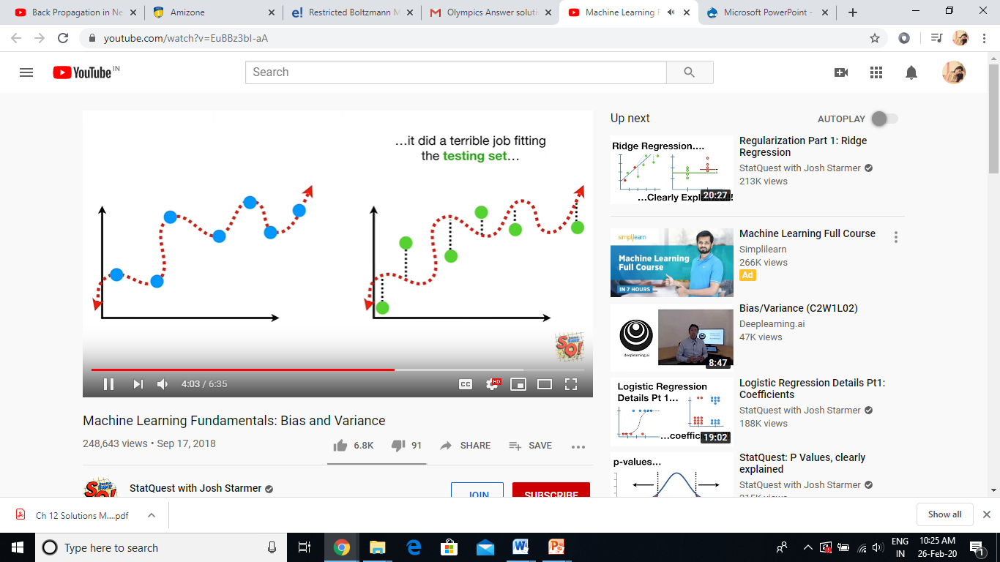 Back Propagation in Ne
Amizone
Restricted Boltzmann M
Olympics Answer soluti
Machine Learning F
Microsoft PowerPoint -
youtube.com/watch?v=EuBBz3bI-aA
YouTube IN
Search
…it did a terrible job fitting
the testing set…
4:03 / 6:35
CC
HD
Machine Learning Fundamentals: Bias and Variance
248,643 views • Sep 17, 2018
6.8K
91
SHARE
SAVE
StatQuest with Josh Starmer
JOIN
SUBSCRIBE
Up next
AUTOPLAY
Ridge Regression….
…Clearly Expl
!
20:27
Regularization Part 1: Ridge
Regression
StatQuest with Josh Starmer
213K views
simplilearn
Machine Learning
Full Course
IN 7 HOURS
Machine Learning Full Course
Simplilearn
266K views
Ad
deeplearning.ai
8:47
Bias/Variance (C2W1L02)
Deeplearning.ai
47K views
Logistic Regression
Details Pt 1…
…coeffic
19:02
Logistic Regression Details Pt1:
Coefficients
StatQuest with Josh Starmer
188K views
p-values…
StatQuest: P Values, clearly
explained
StatQuest with Josh Starmer
Ch 12 Solutions M....pdf
Show all
Type here to search
ENG
IN
10:25 AM
26-Feb-20
1